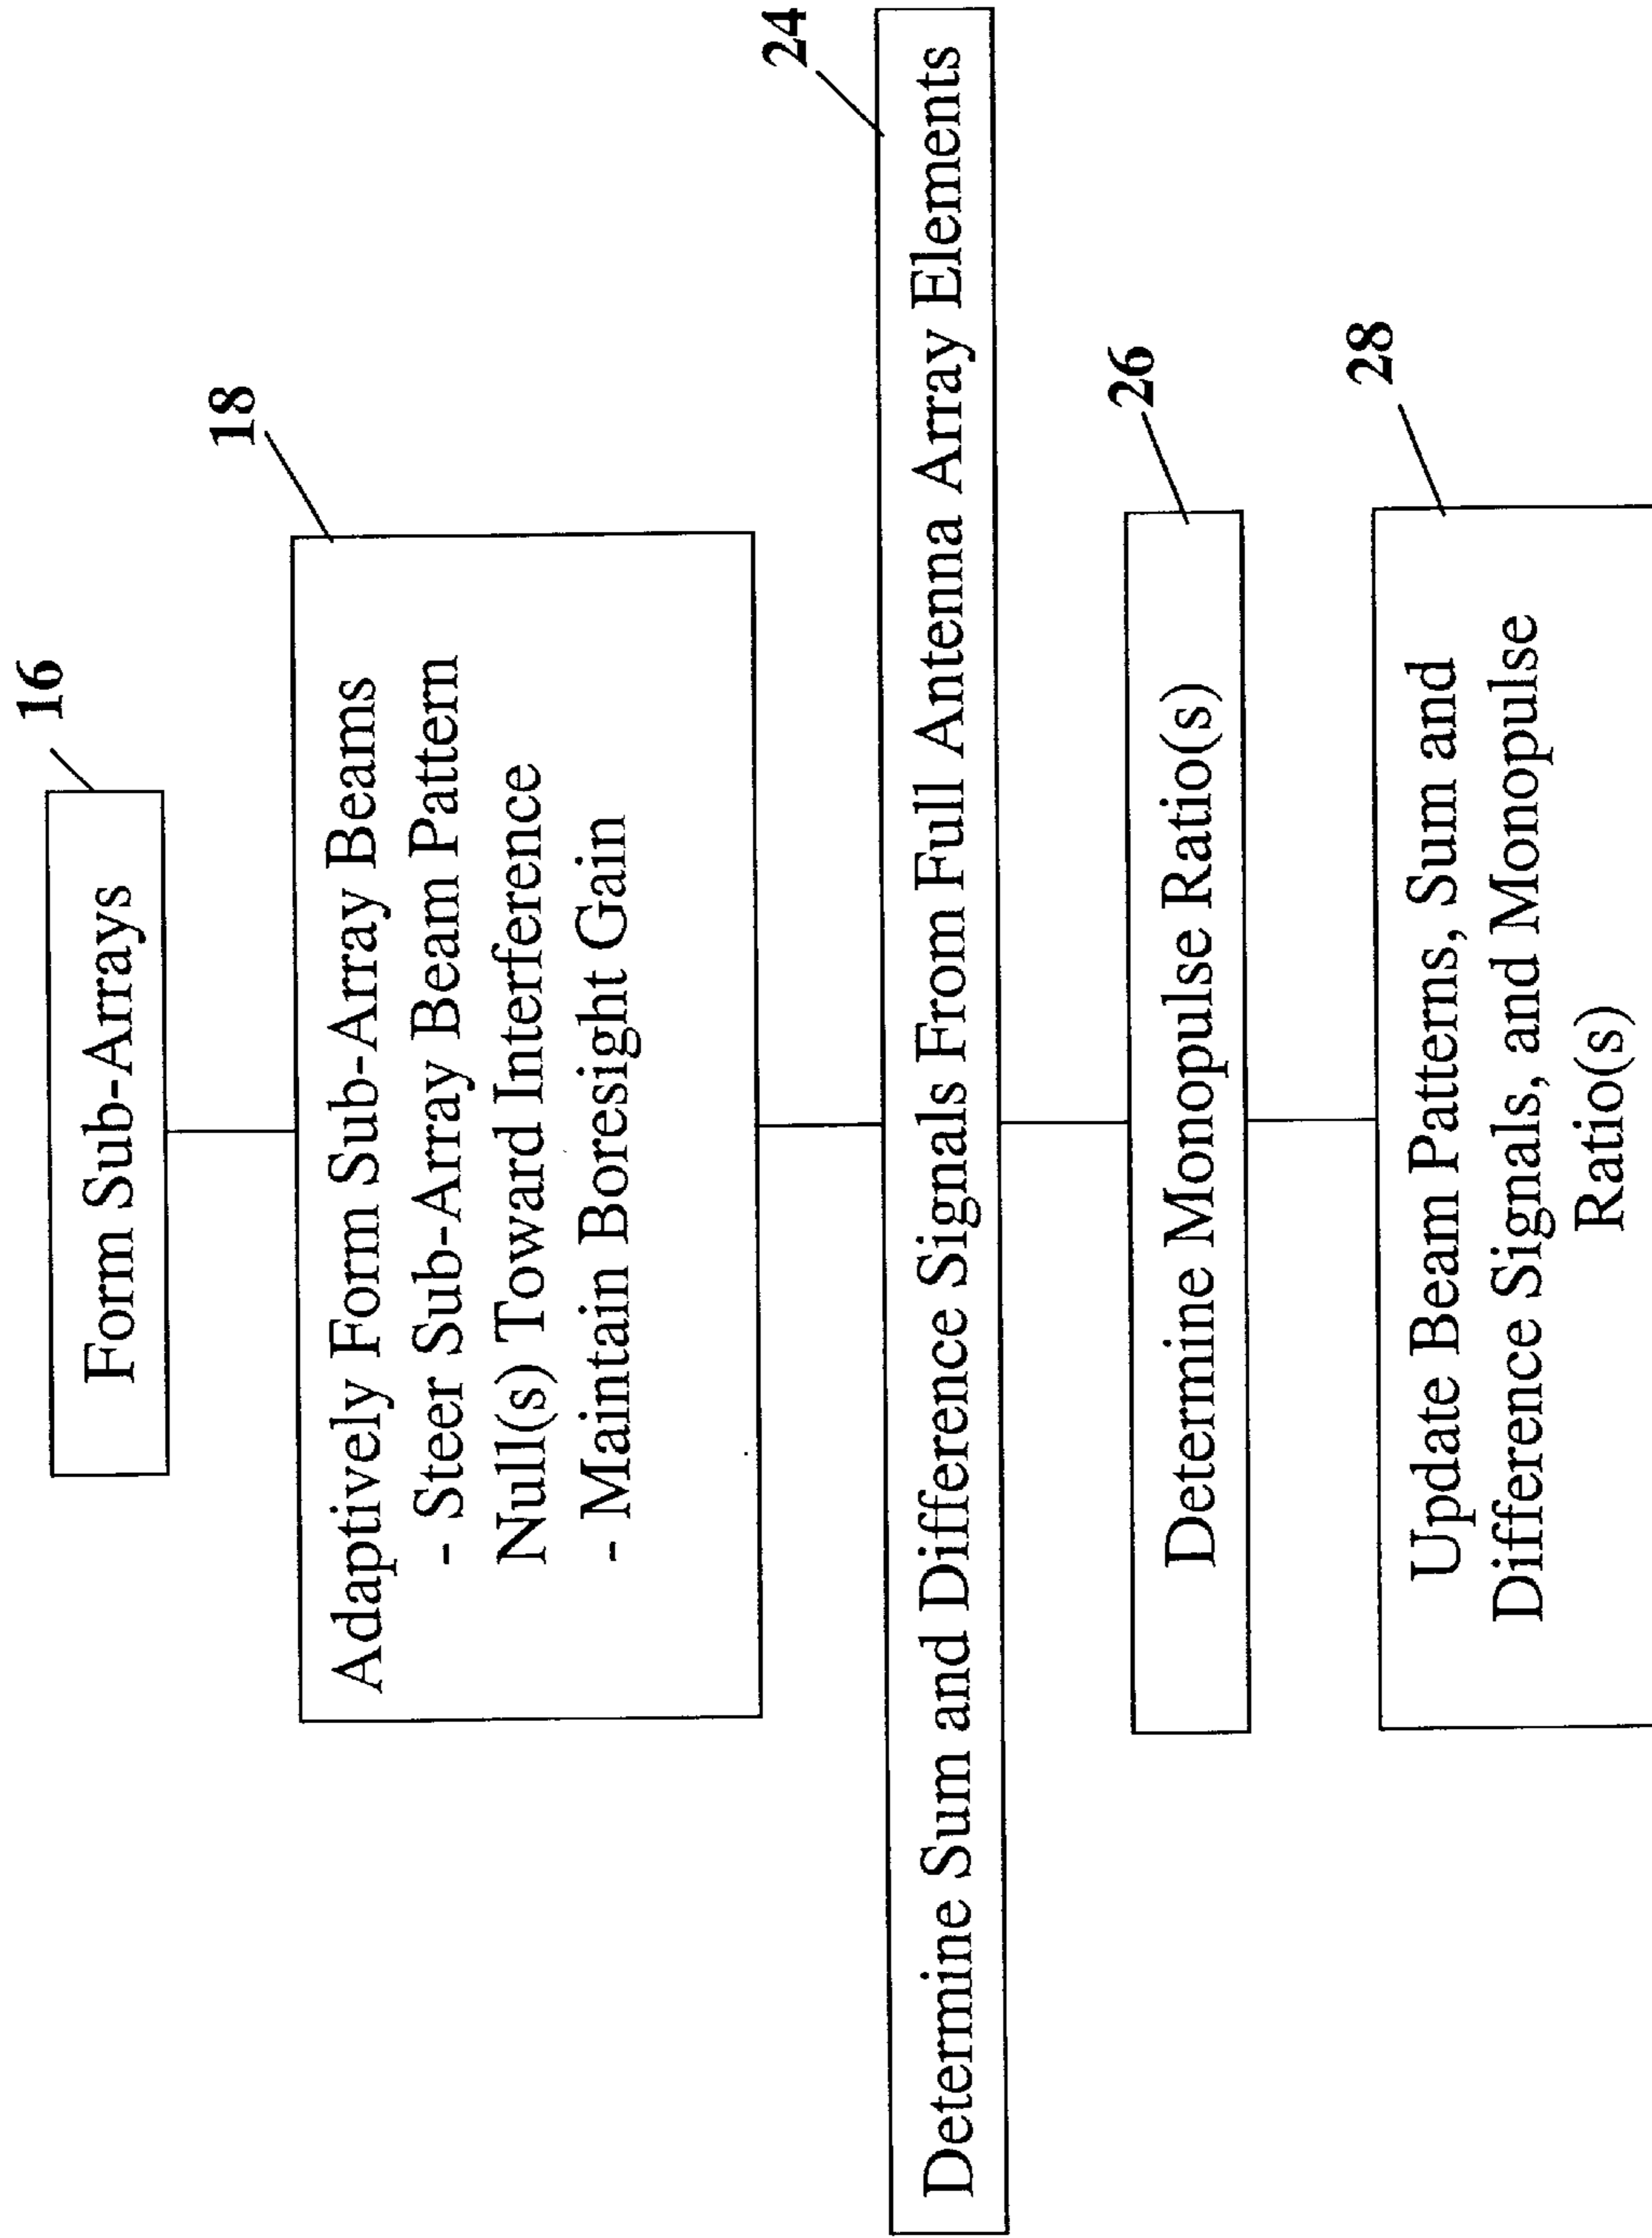 16
Form Sub-Arrays
18
Adaptively Form Sub-Array Beams
- Steer Sub-Array Beam Pattern
Null(s) Toward Interference
- Maintain Boresight Gain
24
Determine Sum and Difference Signals From Full Antenna Array Elements
26
Determine Monopulse Ratio(s)
28
Update Beam Patterns, Sum and
Difference Signals, and Monopulse
Ratio(s)